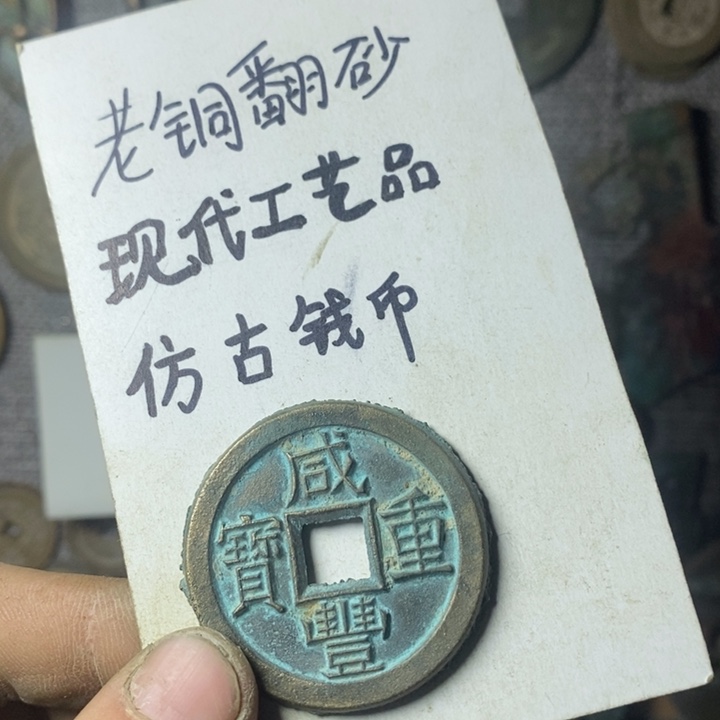 老铜翻砂
现代工艺品
仿古钱币
咸豐重寶